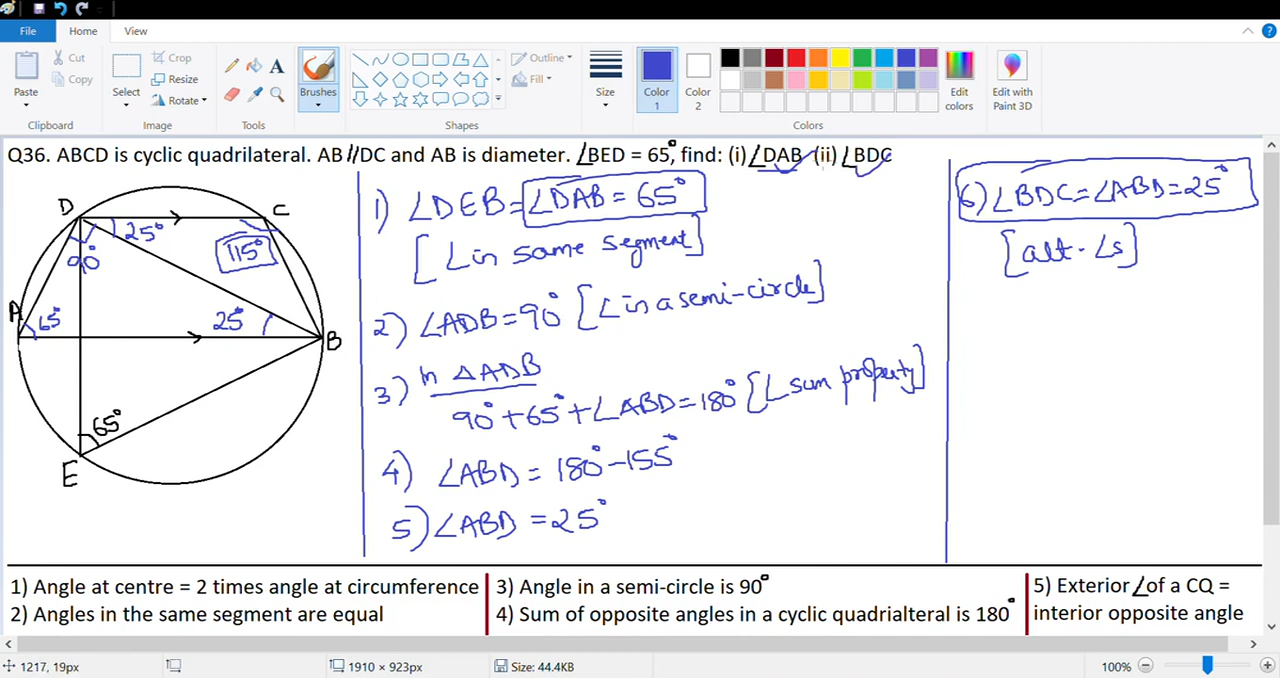 File
Home
View
Paste
Cut
Copy
Clipboard
Select
Crop
Resize
Rotate
Image
Tools
Brushes
Outline
Fill
Shapes
Size
Color 1
Color 2
Edit colors
Edit with Paint 3D
Colors
Q36. ABCD is cyclic quadrilateral. AB//DC and AB is diameter. ∠BED = 65°, find: (i)∠DAB (ii) ∠BDC
D
C
25°
115°
90°
A
65°
25°
B
65°
E
1) ∠DEB = ∠DAB = 65°
[∠ in same segment]
2) ∠ADB = 90° [∠ in a semi-circle]
3) In △ADB
90° + 65° + ∠ABD = 180° [∠ sum property]
4) ∠ABD = 180° - 155°
5) ∠ABD = 25°
6) ∠BDC = ∠ABD = 25°
[alt. ∠s]
1) Angle at centre = 2 times angle at circumference
2) Angles in the same segment are equal
3) Angle in a semi-circle is 90°
4) Sum of opposite angles in a cyclic quadrialteral is 180°
5) Exterior ∠ of a CQ =
interior opposite angle
1217, 19px
1910 × 923px
Size: 44.4KB
100%